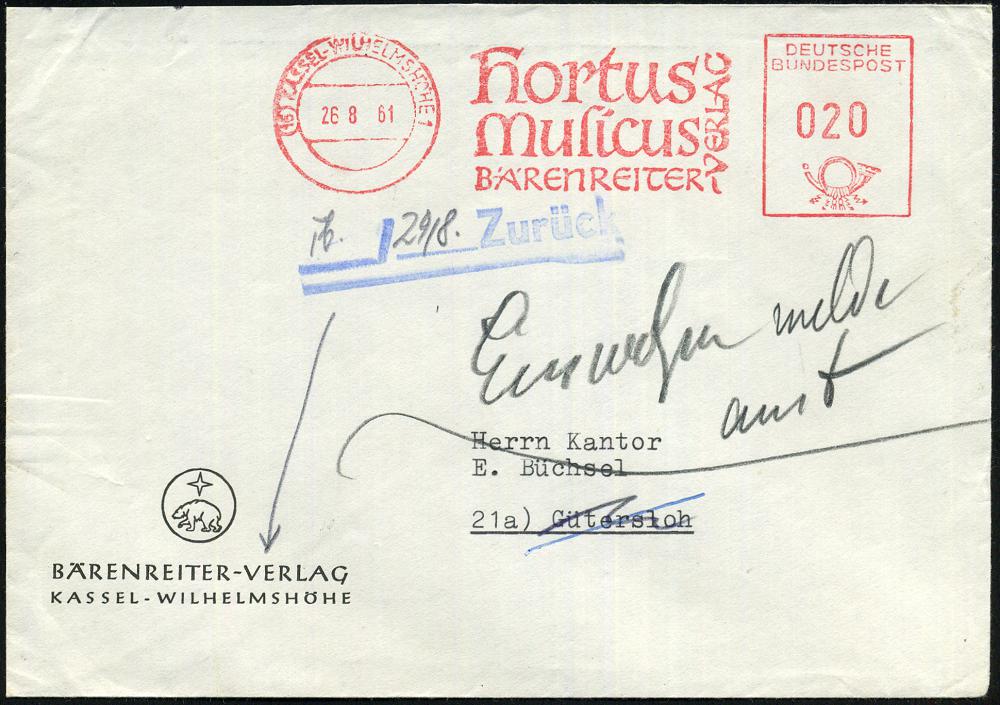 (16) KASSEL-WILHELMSHÖHE 1
26 8 61
hortus
Musicus
BÄRENREITER
VERLAG
DEUTSCHE
BUNDESPOST
020
29/8. Zurück
Einwohnermelde
amt
Herrn Kantor
E. Büchsel
21a) Gütersloh
BÄRENREITER-VERLAG
KASSEL-WILHELMSHÖHE